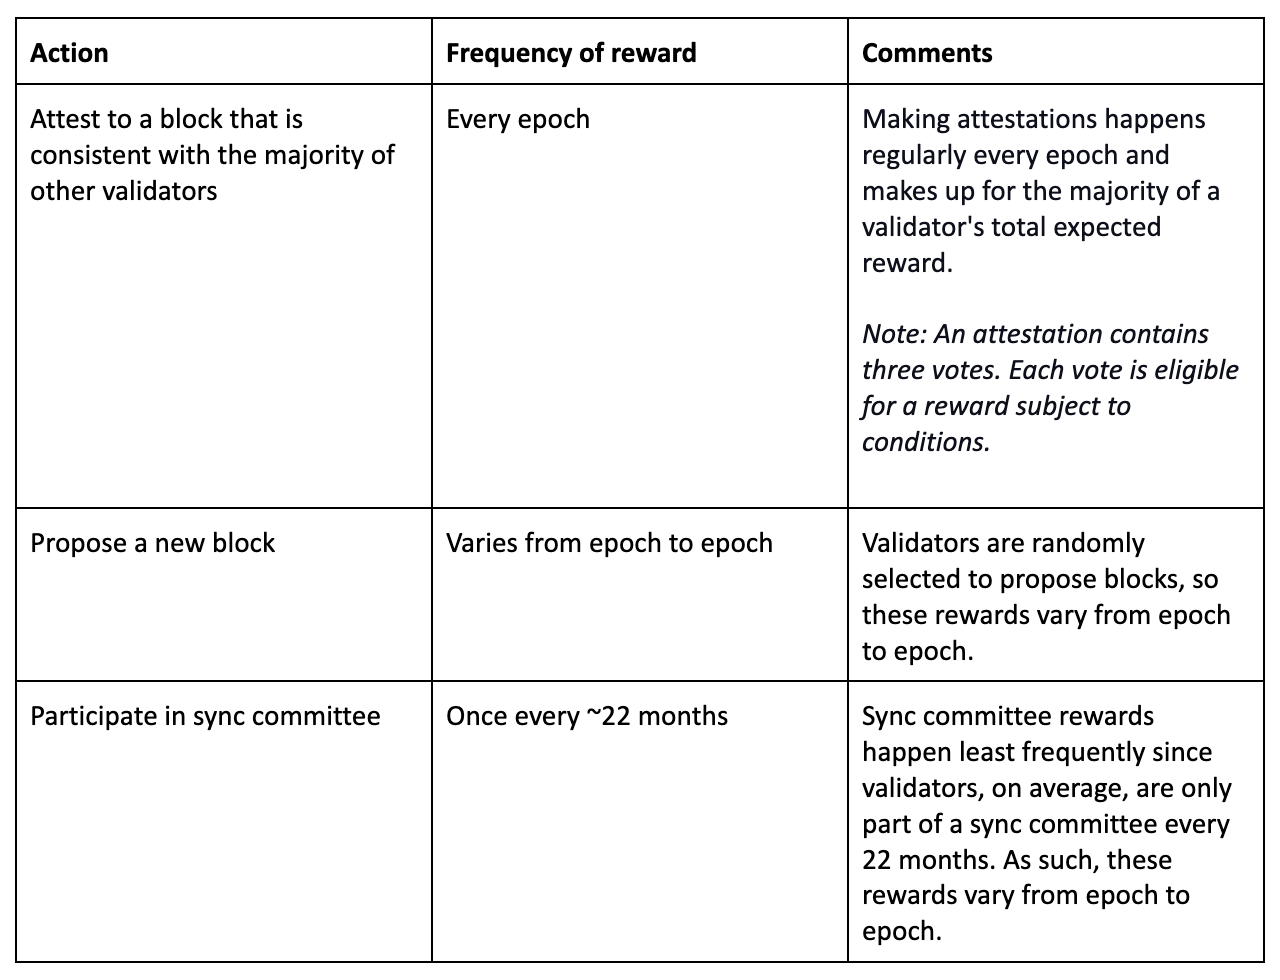 Action
Frequency of reward
Comments
Attest to a block that is
consistent with the majority of
other validators
Every epoch
Making attestations happens
regularly every epoch and
makes up for the majority of a
validator's total expected
reward.
Note: An attestation contains
three votes. Each vote is eligible
for a reward subject to
conditions.
Propose a new block
Varies from epoch to epoch
Validators are randomly
selected to propose blocks, so
these rewards vary from epoch
to epoch.
Participate in sync committee
Once every ~22 months
Sync committee rewards
happen least frequently since
validators, on average, are only
part of a sync committee every
22 months. As such, these
rewards vary from epoch to
epoch.